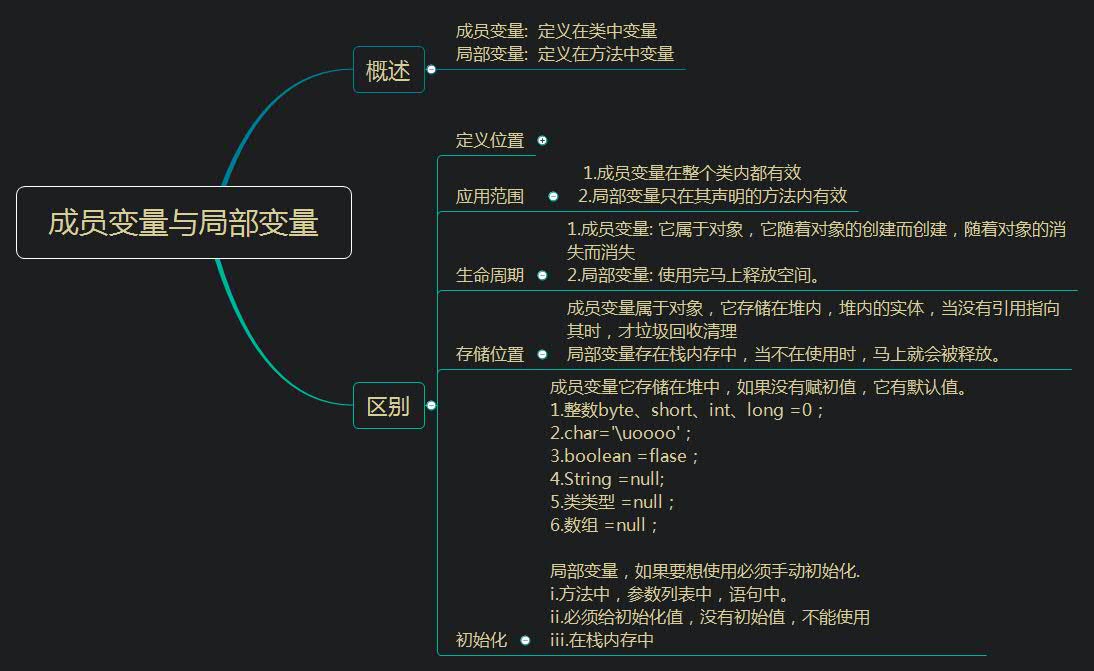 成员变量: 定义在类中变量
局部变量: 定义在方法中变量
概述
定义位置
1.成员变量在整个类内都有效
应用范围
2.局部变量只在其声明的方法内有效
成员变量与局部变量
1.成员变量: 它属于对象，它随着对象的创建而创建，随着对象的消
失而消失
生命周期
2.局部变量: 使用完马上释放空间。
成员变量属于对象，它存储在堆内，堆内的实体，当没有引用指向
其时，才垃圾回收清理
存储位置
局部变量存在栈内存中，当不在使用时，马上就会被释放。
区别
成员变量它存储在堆中，如果没有赋初值，它有默认值。
1.整数byte、short、int、long =0；
2.char='\uoooo'；
3.boolean =flase；
4.String =null;
5.类类型 =null；
6.数组 =null；
局部变量，如果要想使用必须手动初始化.
i.方法中，参数列表中，语句中。
ii.必须给初始化值，没有初始值，不能使用
初始化
iii.在栈内存中